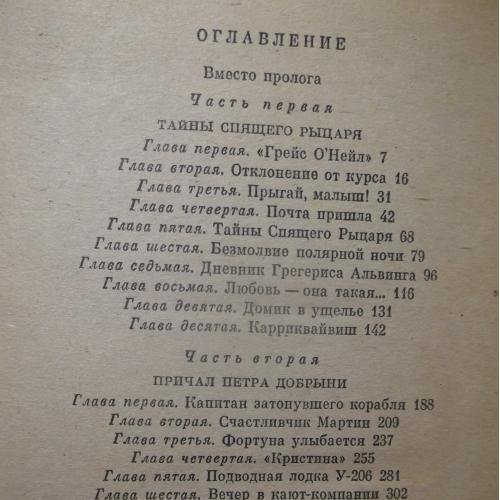 ОГЛАВЛЕНИЕ
Вместо пролога
Часть первая
ТАЙНЫ СПЯЩЕГО РЫЦАРЯ
Глава первая. «Грейс О'Нейл» 7
Глава вторая. Отклонение от курса 16
Глава третья. Прыгай, малыш! 31
Глава четвертая. Почта пришла 42
Глава пятая. Тайны Спящего Рыцаря 68
Глава шестая. Безмолвие полярной ночи 79
Глава седьмая. Дневник Грегериса Альвинга 96
Глава восьмая. Любовь — она такая... 116
Глава девятая. Домик в ущелье 131
Глава десятая. Карриквайвиш 142
Часть вторая
ПРИЧАЛ ПЕТРА ДОБРЫНИ
Глава первая. Капитан затонувшего корабля 188
Глава вторая. Счастливчик Мартин 209
Глава третья. Фортуна улыбается 237
Глава четвертая. «Кристина» 255
Глава пятая. Подводная лодка У-206 281
Глава шестая. Вечер в кают-компании 302